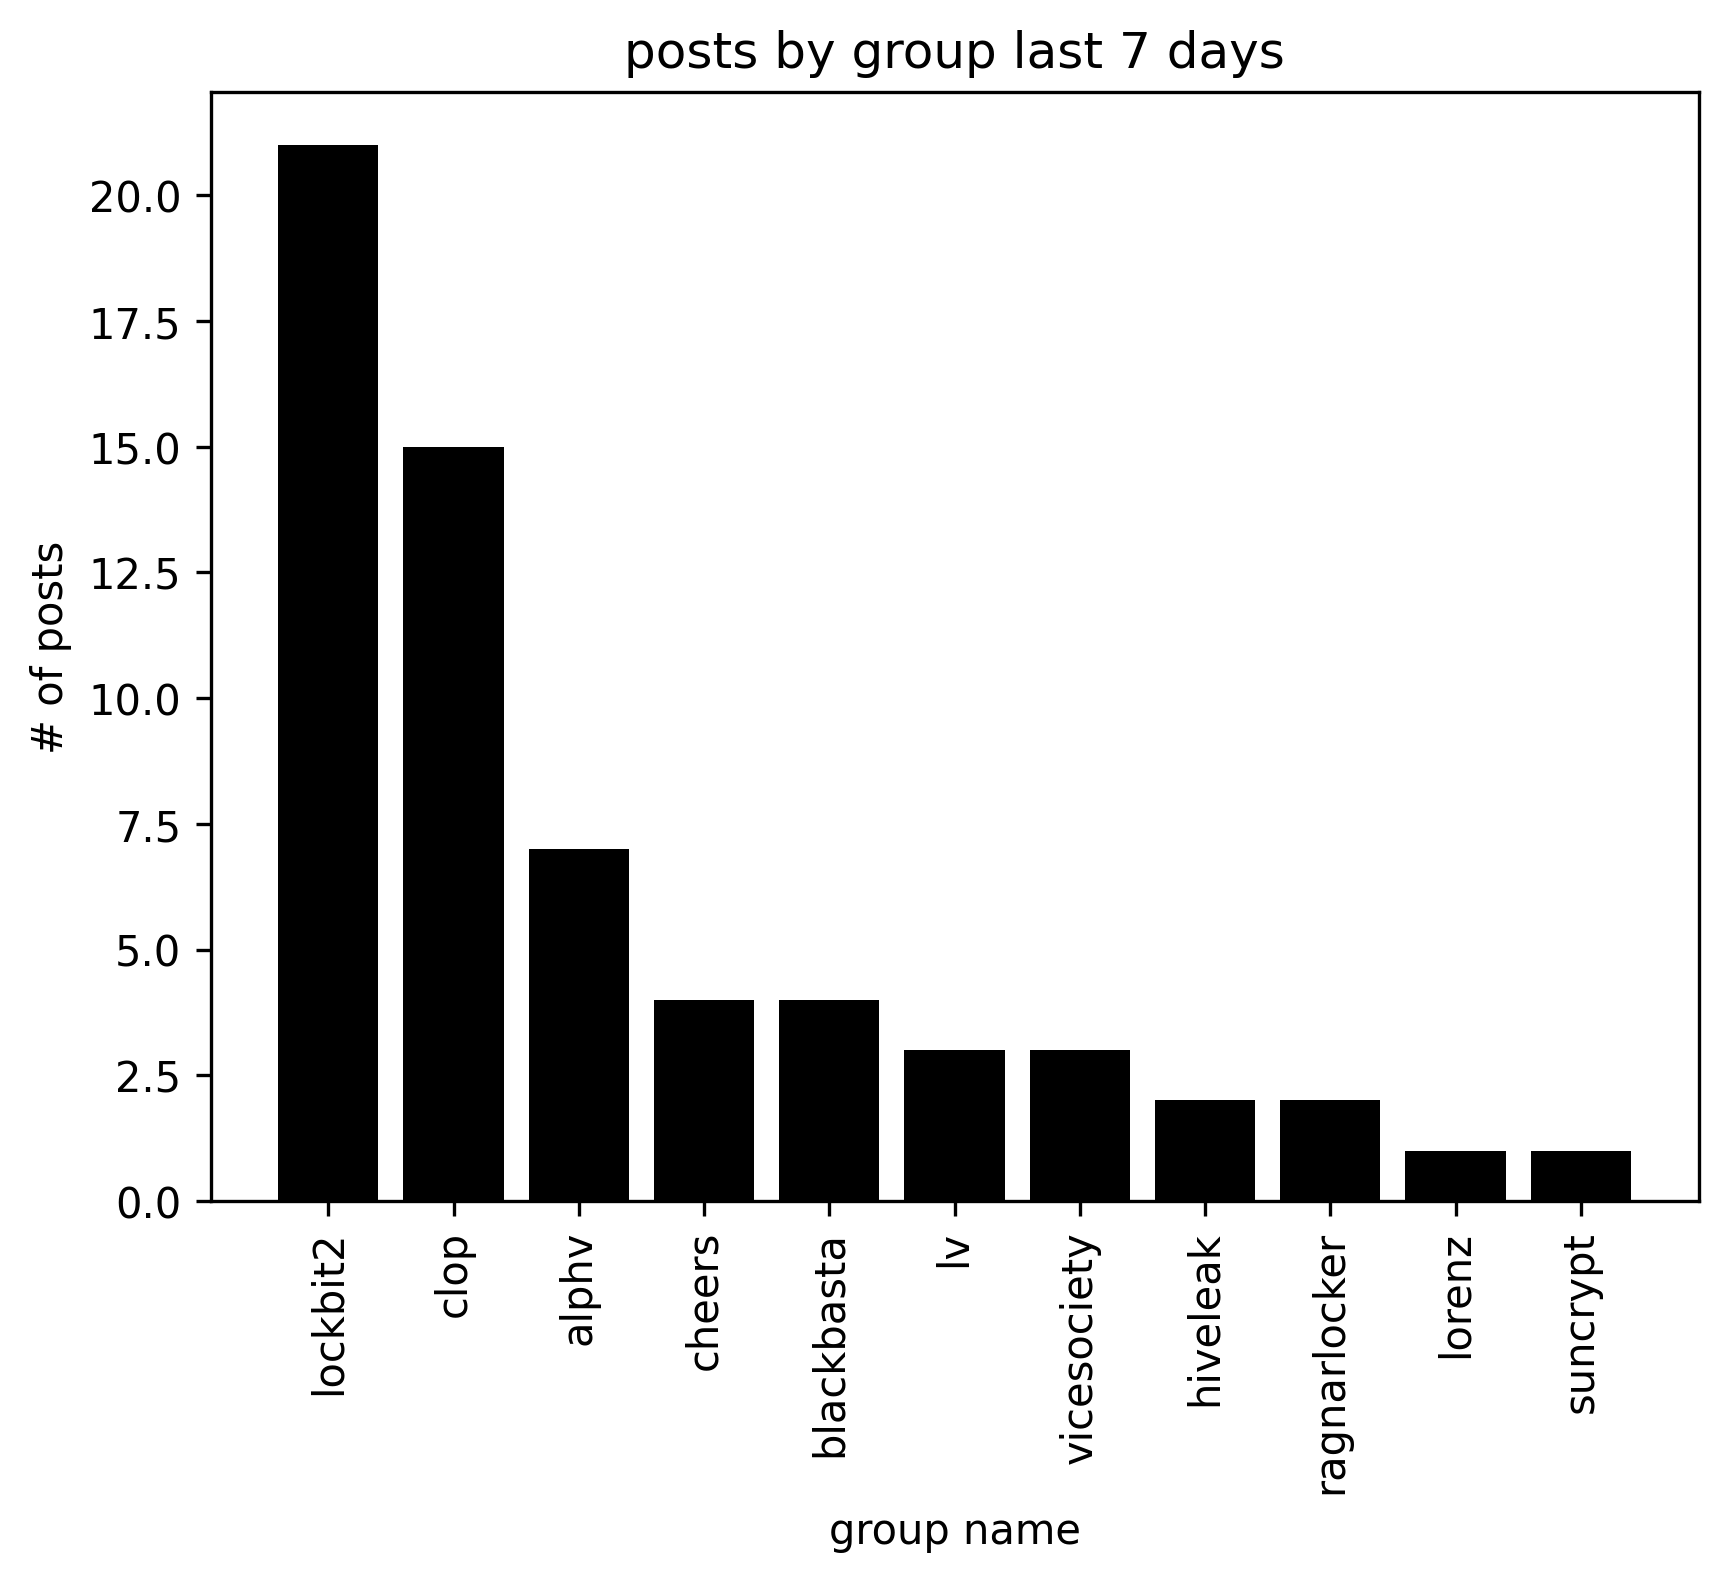 posts by group last 7 days
# of posts
20.0
17.5
15.0
12.5
10.0
7.5
5.0
2.5
0.0
lockbit2
clop
alphv
cheers
blackbasta
lv
vicesociety
hiveleak
ragnarlocker
lorenz
suncrypt
group name